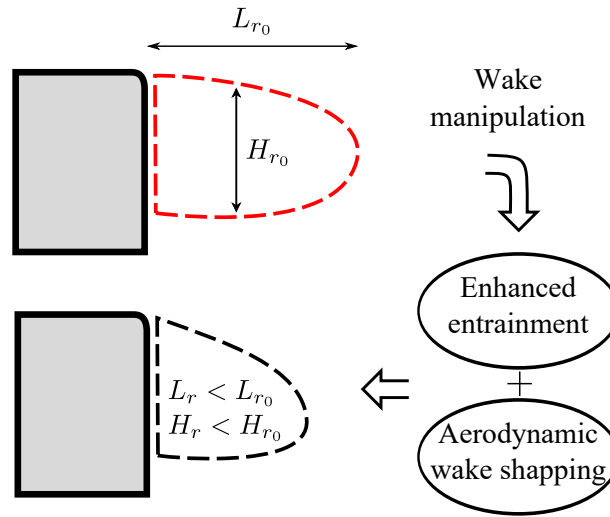 L_{r_0}
Wake
manipulation
H_{r_0}
Enhanced
entrainment
+
L_r < L_{r_0}
H_r < H_{r_0}
Aerodynamic
wake shapping